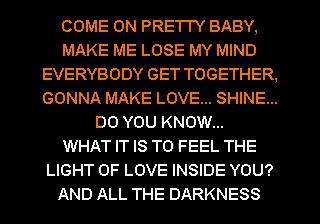 COME ON PRETTY BABY,
MAKE ME LOSE MY MIND
EVERYBODY GET TOGETHER,
GONNA MAKE LOVE... SHINE...
DO YOU KNOW...
WHAT IT IS TO FEEL THE
LIGHT OF LOVE INSIDE YOU?
AND ALL THE DARKNESS